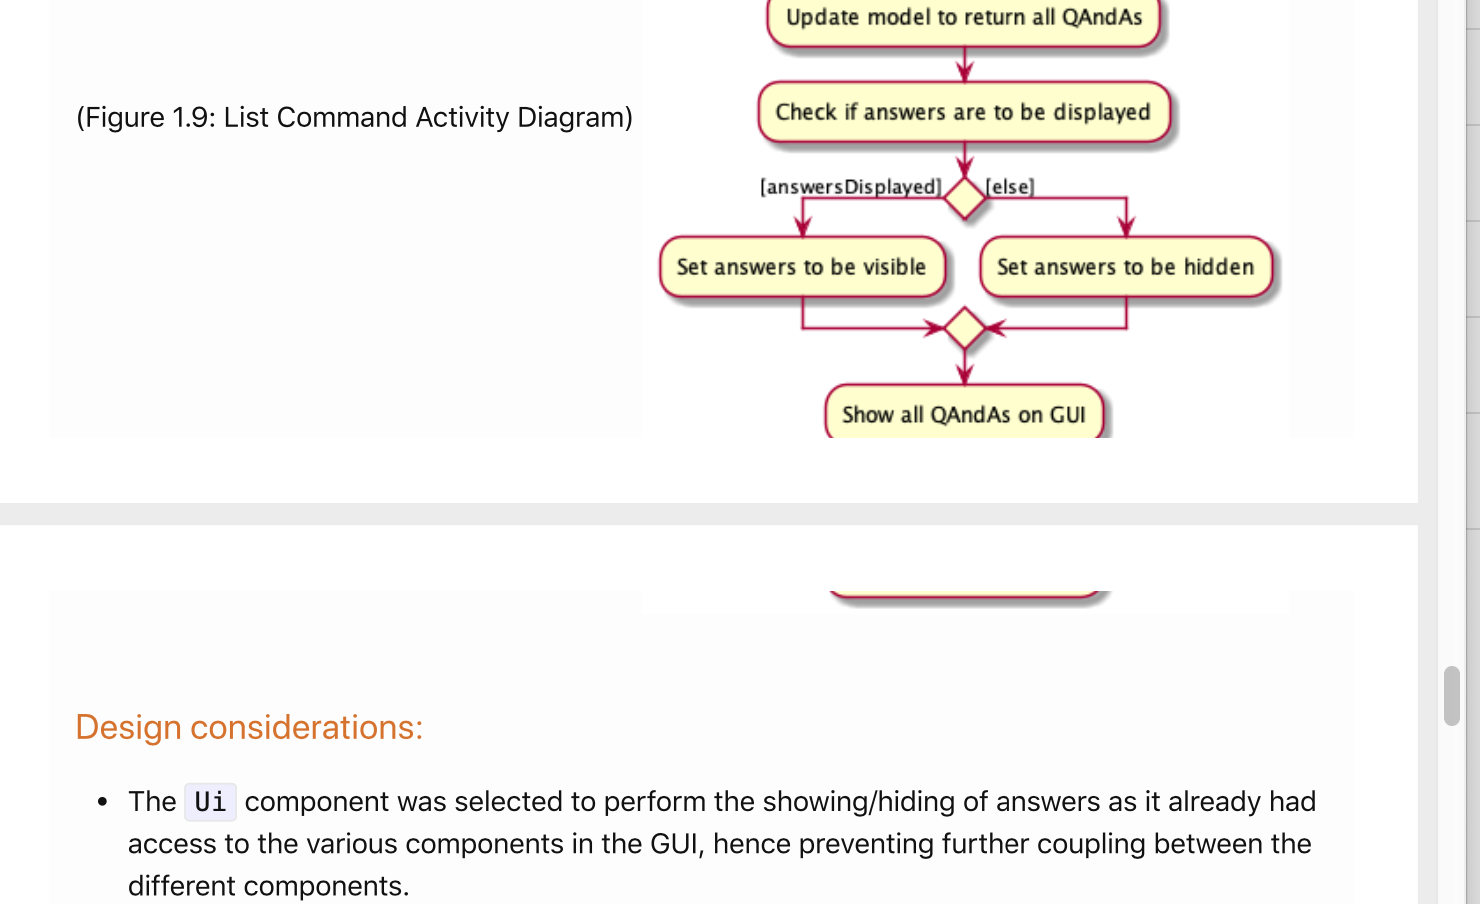 Update model to return all QAndAs
(Figure 1.9: List Command Activity Diagram)
Check if answers are to be displayed
[answersDisplayed]
[else]
Set answers to be visible
Set answers to be hidden
Show all QAndAs on GUI
Design considerations:
• The Ui component was selected to perform the showing/hiding of answers as it already had
access to the various components in the GUI, hence preventing further coupling between the
different components.